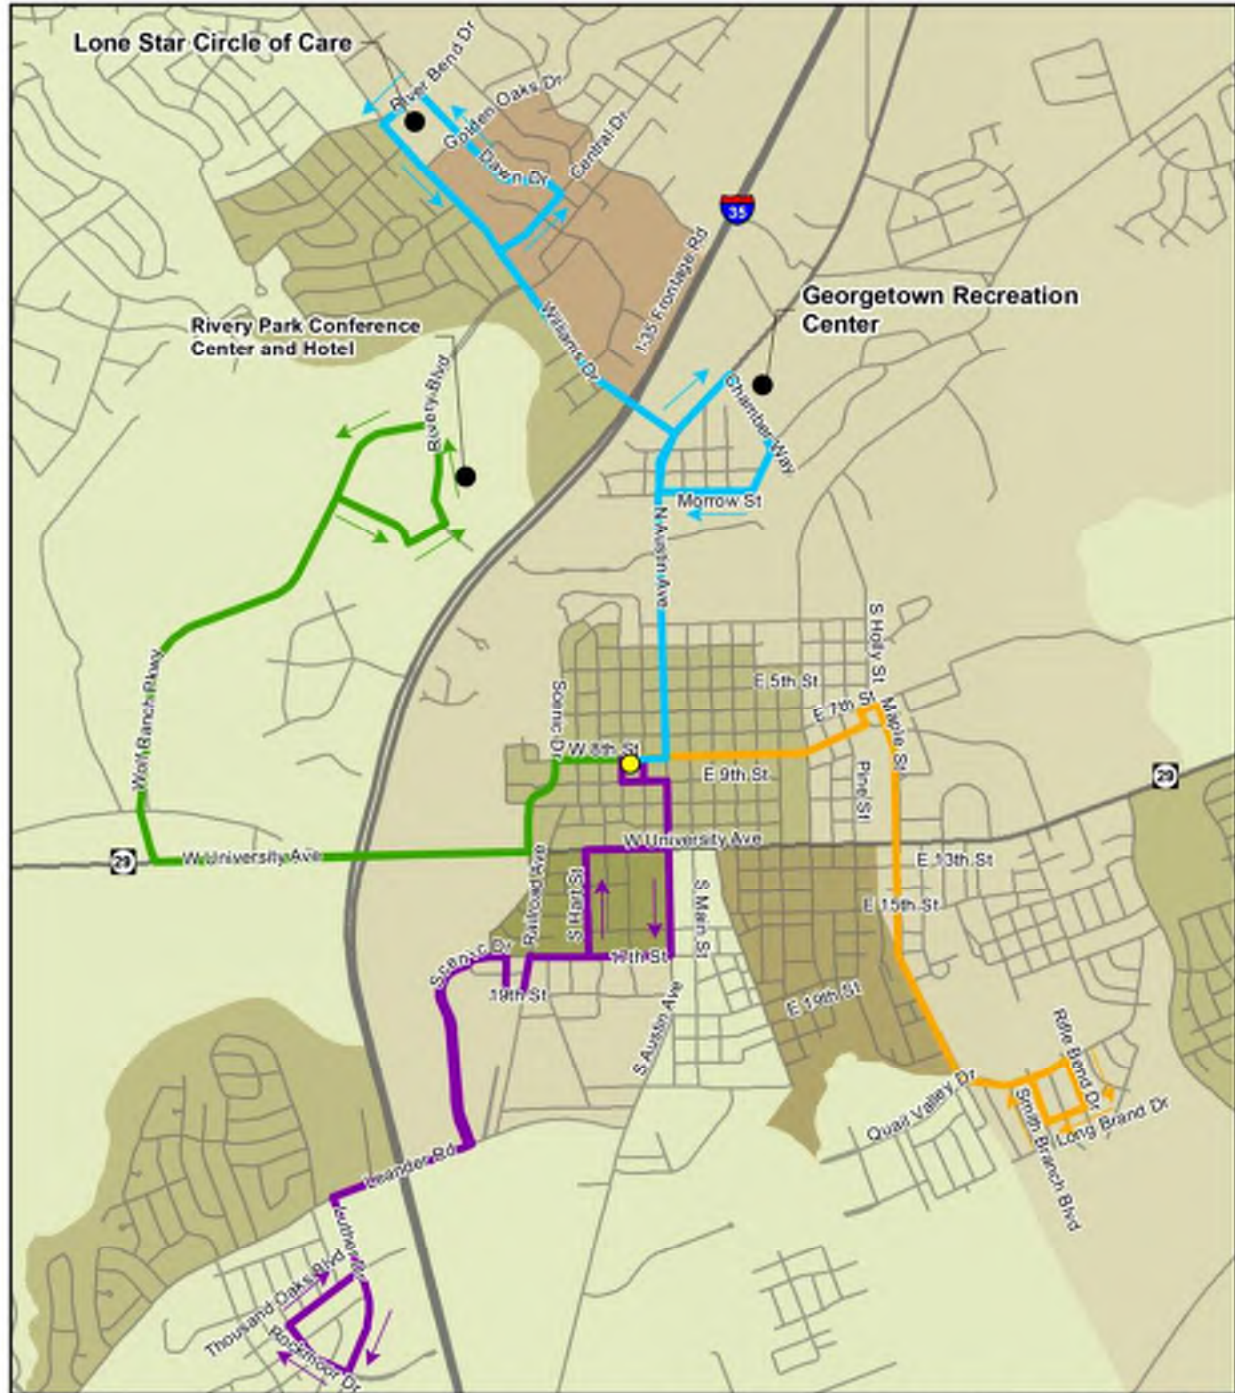 Lone Star Circle of Care
River Bend Dr
Golden Oaks Dr
Dawn Dr
Central Dr
35
I-35 Frontage Rd
Georgetown Recreation
Center
Rivery Park Conference
Center and Hotel
Williams Dr
Rivery Blvd
Chamber Way
Morrow St
N Austin Ave
S Holly St
Wolf Ranch Pkwy
E 5th St
Scenic Dr
E 7th St
Maple St
W 8th St
E 9th St
Pine St
29
W University Ave
29
W University Ave
E 13th St
Railroad Ave
S Hart St
S Main St
E 15th St
17th St
Scenic Dr
19th St
E 19th St
S Austin Ave
Rifle Bend Dr
Quail Valley Dr
Smith Branch Blvd
Long Brand Dr
Leander Rd
Thousand Oaks Blvd
Rockmoor Dr